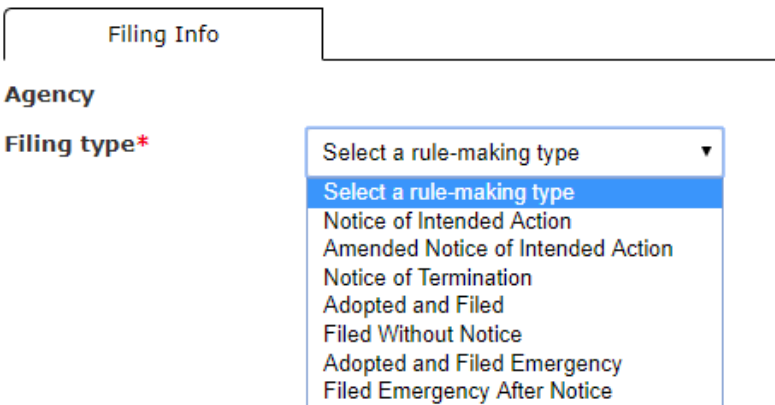 Filing Info
Agency
Filing type* Select a rule-making type
Select a rule-making type
Notice of Intended Action
Amended Notice of Intended Action
Notice of Termination
Adopted and Filed
Filed Without Notice
Adopted and Filed Emergency
Filed Emergency After Notice